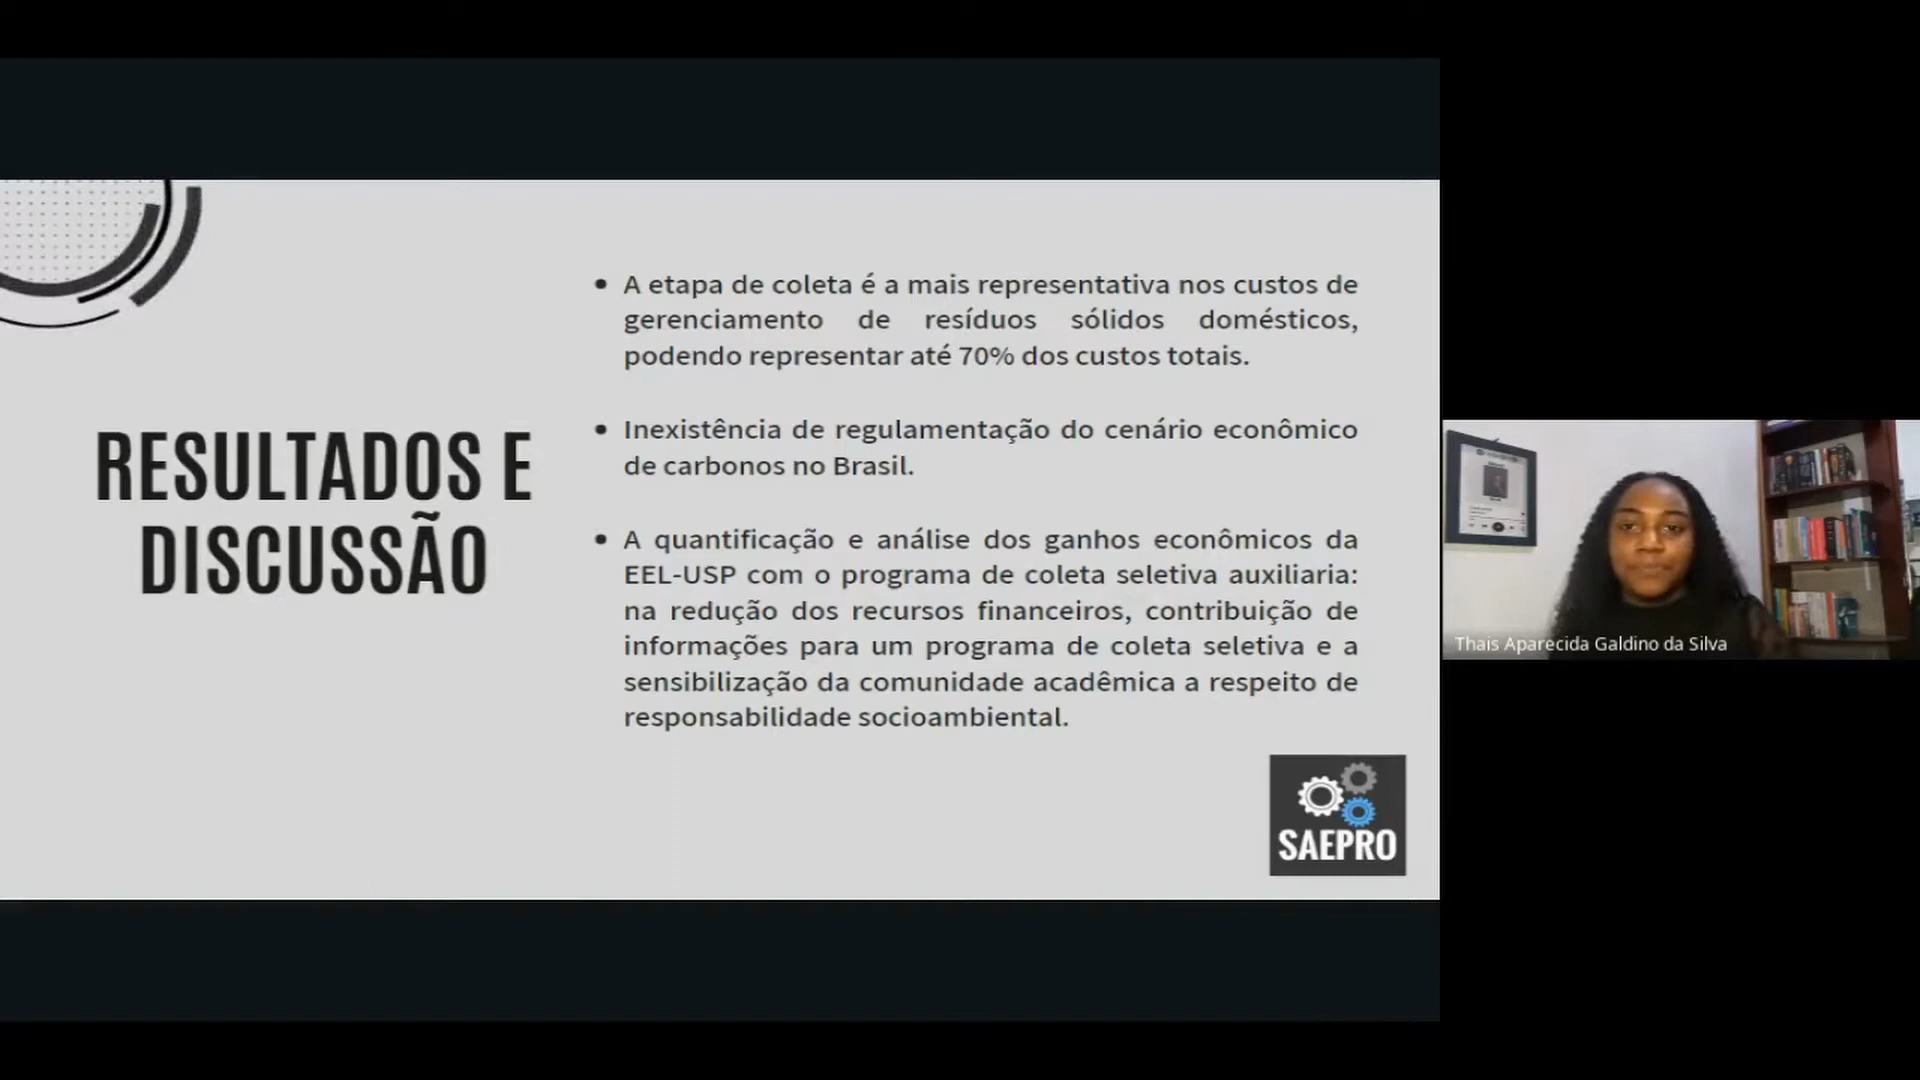 RESULTADOS E
DISCUSSÃO
• A etapa de coleta é a mais representativa nos custos de
gerenciamento de resíduos sólidos domésticos,
podendo representar até 70% dos custos totais.
• Inexistência de regulamentação do cenário econômico
de carbonos no Brasil.
• A quantificação e análise dos ganhos econômicos da
EEL-USP com o programa de coleta seletiva auxiliaria:
na redução dos recursos financeiros, contribuição de
informações para um programa de coleta seletiva e a
sensibilização da comunidade acadêmica a respeito de
responsabilidade socioambiental.
SAEPRO
Thais Aparecida Galdino da Silva